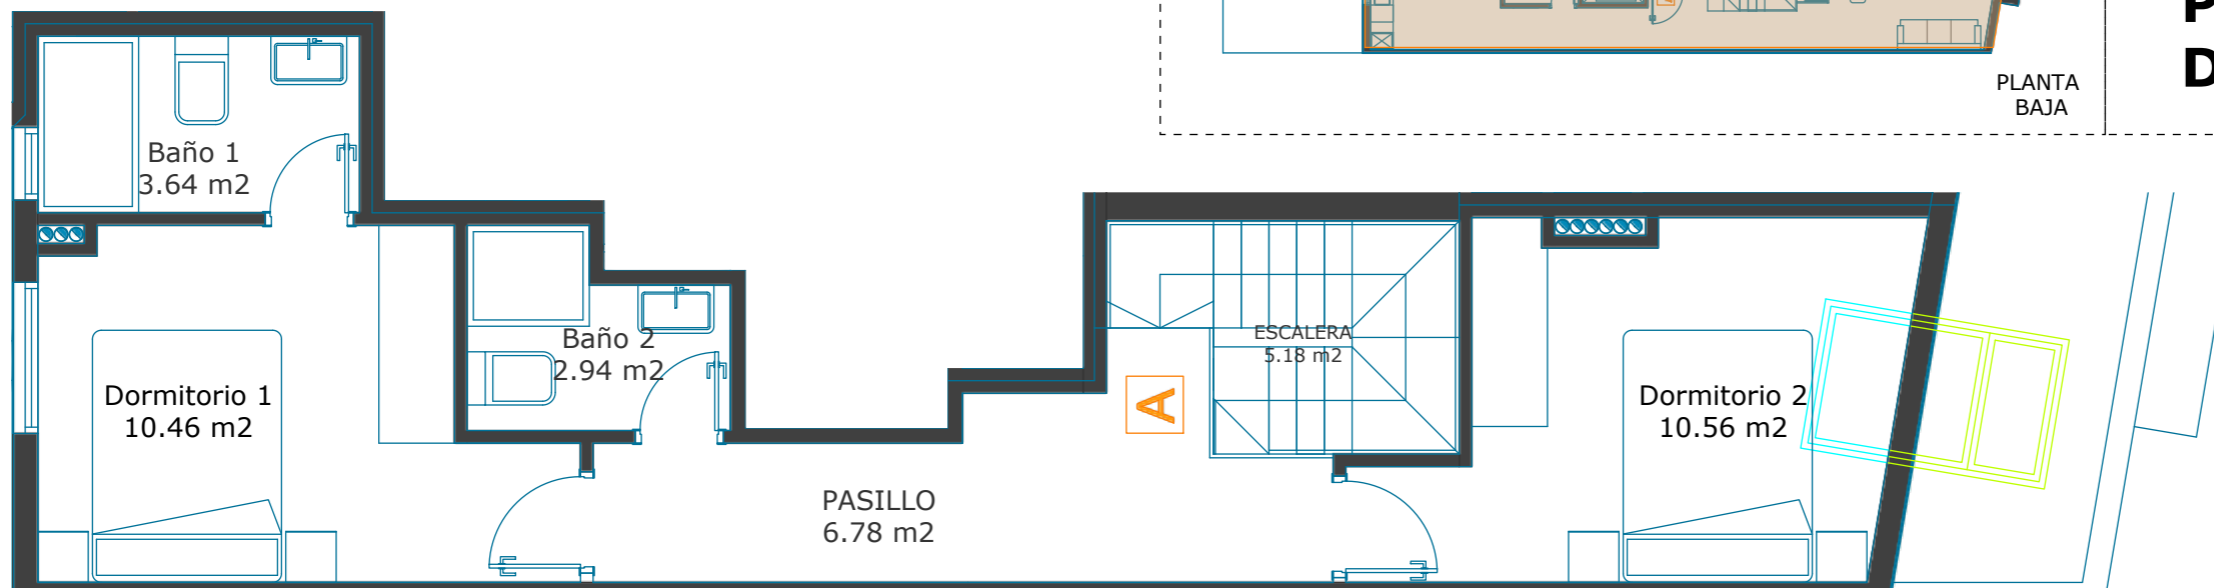 P
D
PLANTA
BAJA
Baño 1
3.64 m2
Baño 2
2.94 m2
ESCALERA
5.18 m2
A
Dormitorio 1
10.46 m2
Dormitorio 2
10.56 m2
PASILLO
6.78 m2